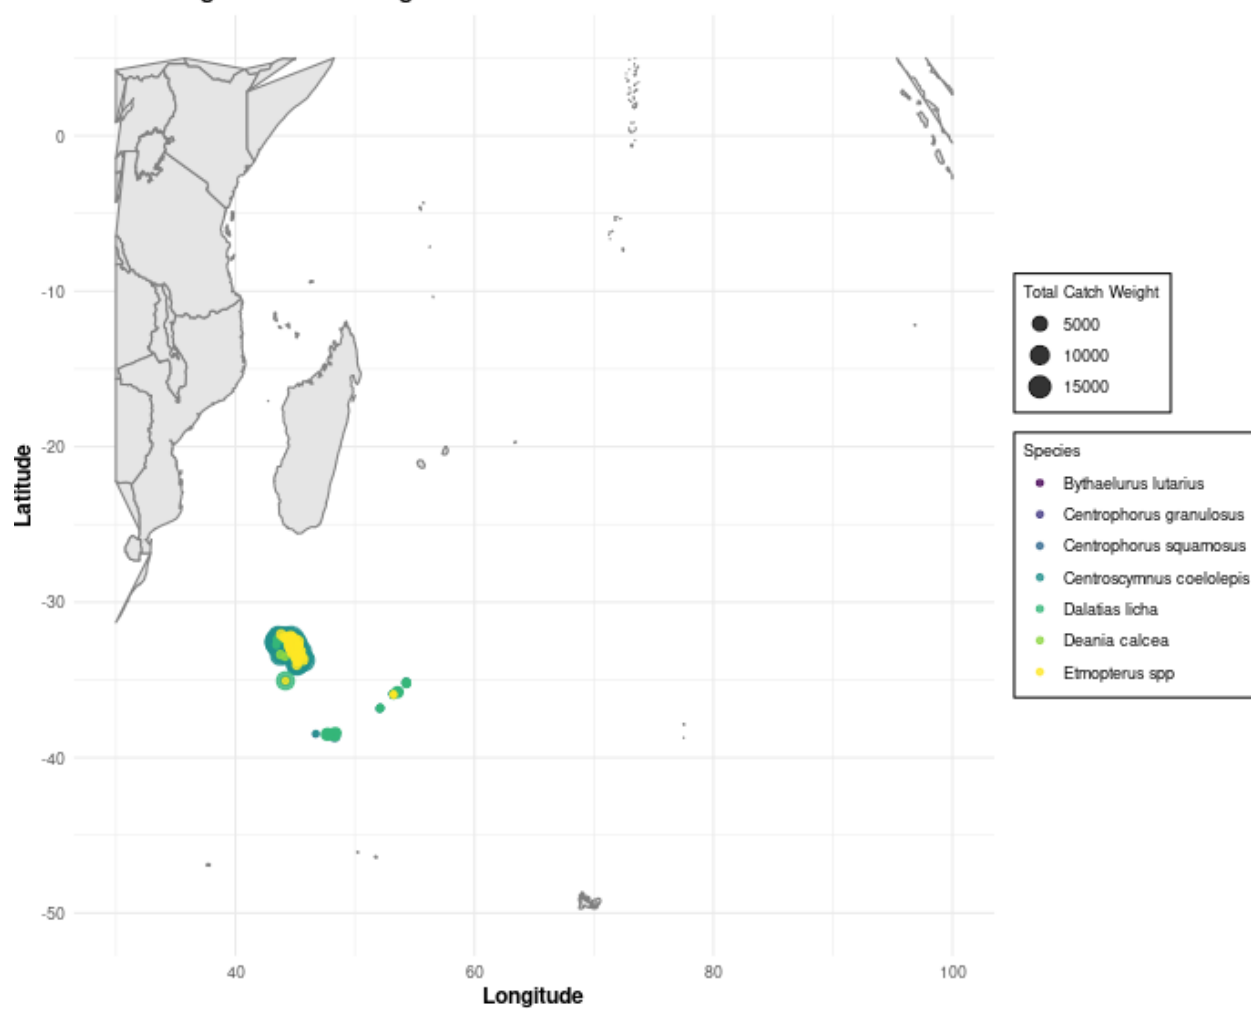 0
-10
-20
-30
-40
-50
Latitude
40
60
80
100
Longitude
Total Catch Weight
5000
10000
15000
Species
Bythaelurus lutarius
Centrophorus granulosus
Centrophorus squamosus
Centroscymnus coelolepis
Dalatias licha
Deania calcea
Etmopterus spp